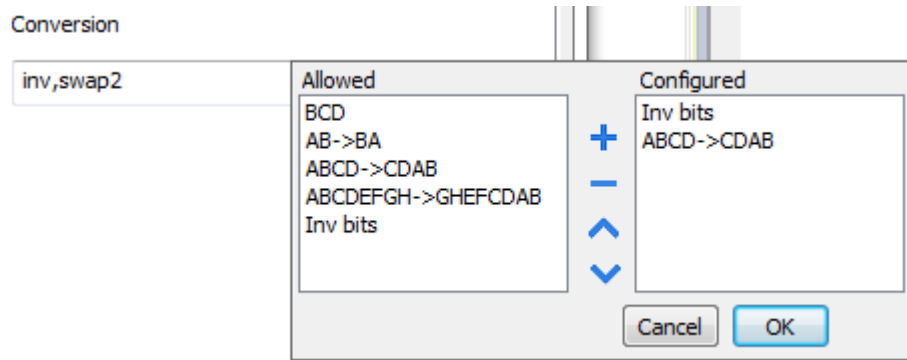 Conversion
inv,swap2
Allowed
BCD
AB->BA
ABCD->CDAB
ABCDEFGH->GHEFCDAB
Inv bits
Configured
Inv bits
ABCD->CDAB
Cancel
OK